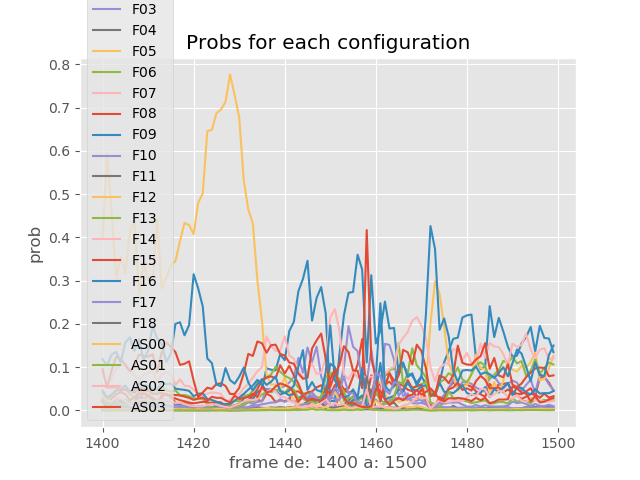 F03
F04
F05
F06
F07
F08
F09
F10
F11
F12
F13
F14
F15
F16
F17
F18
AS00
AS01
AS02
AS03
Probs for each configuration
0.8
0.7
0.6
0.5
0.4
0.3
0.2
0.1
0.0
prob
1400 1420 1440 1460 1480 1500
frame de: 1400 a: 1500